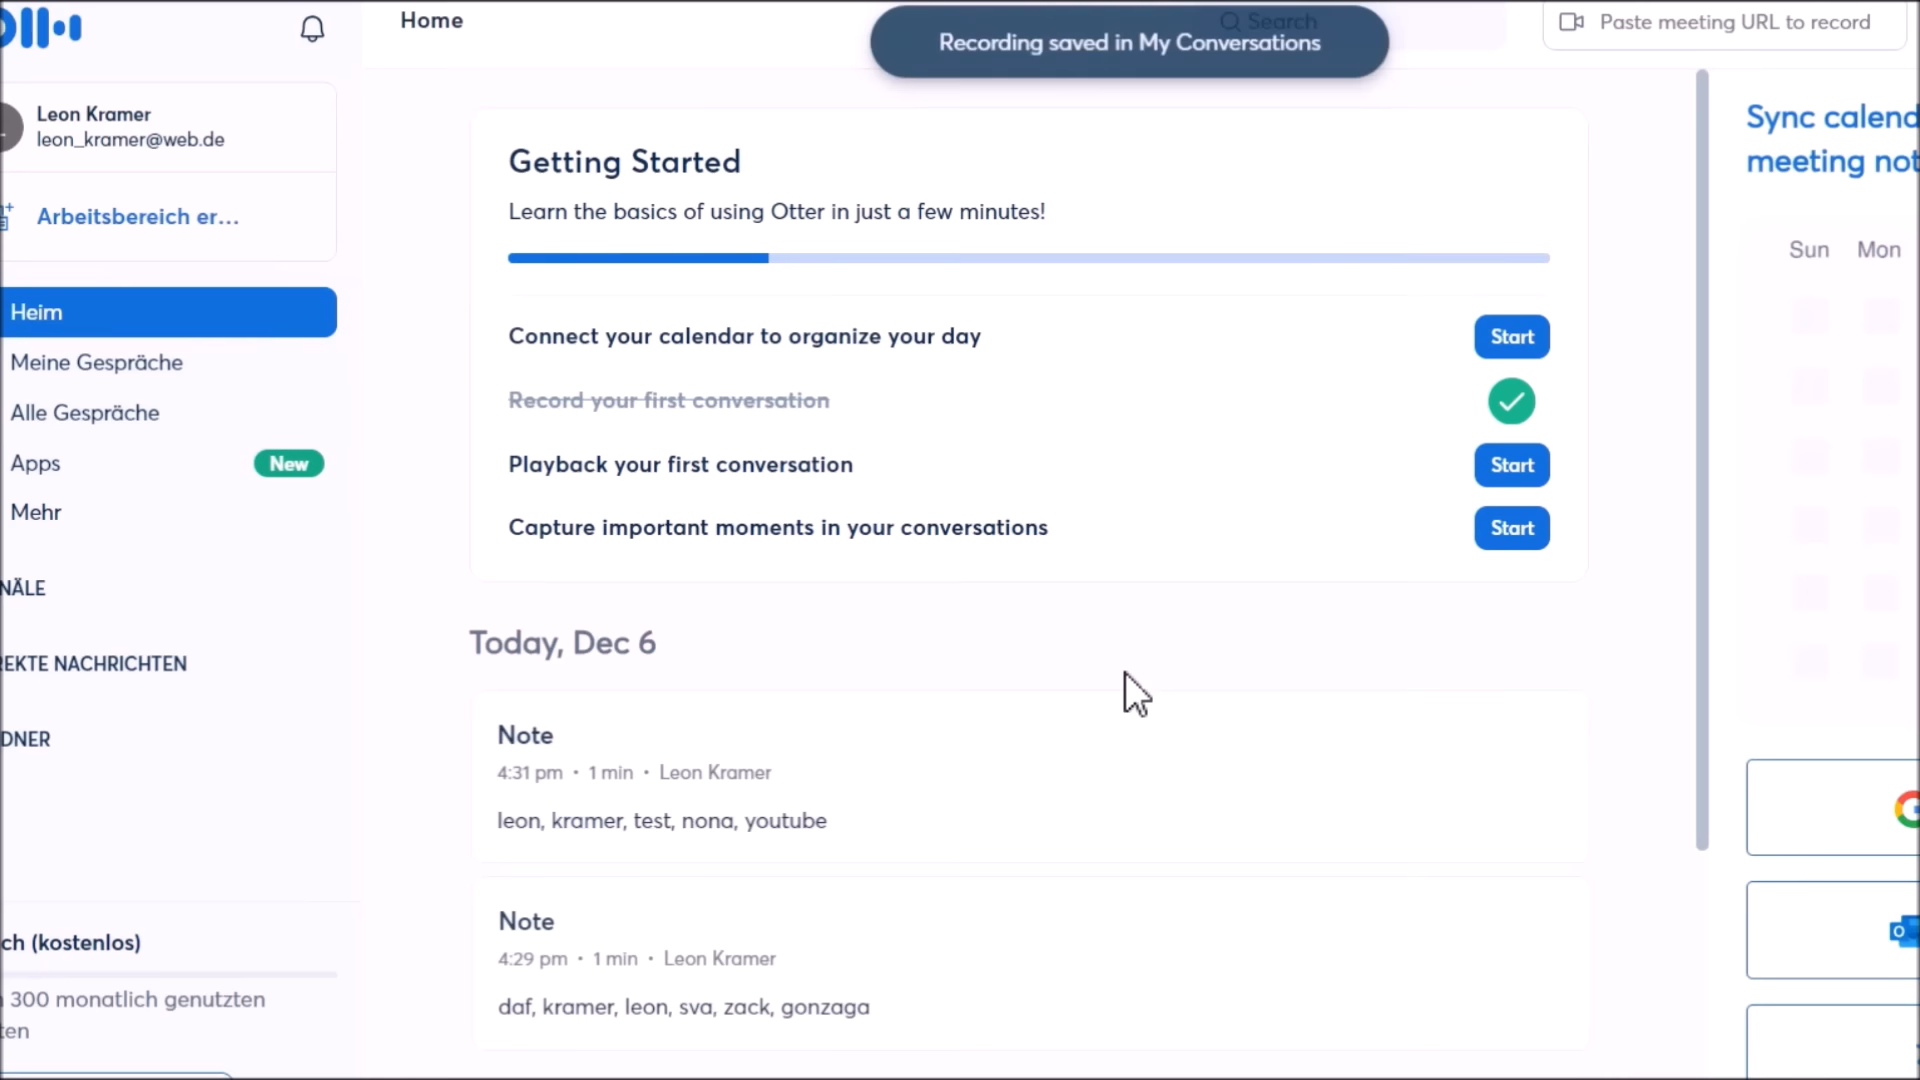 Home
Search
Recording saved in My Conversations
Paste meeting URL to record
Leon Kramer
leon_kramer@web.de
Arbeitsbereich er...
Heim
Meine Gespräche
Alle Gespräche
Apps
New
Mehr
NÄLE
EKTE NACHRICHTEN
DNER
ch (kostenlos)
300 monatlich genutzten
ten
Getting Started
Learn the basics of using Otter in just a few minutes!
Connect your calendar to organize your day
Start
Record your first conversation
Playback your first conversation
Start
Capture important moments in your conversations
Start
Today, Dec 6
Note
4:31 pm • 1 min • Leon Kramer
leon, kramer, test, nona, youtube
Note
4:29 pm • 1 min • Leon Kramer
daf, kramer, leon, sva, zack, gonzaga
Sync calend
meeting not
Sun Mon